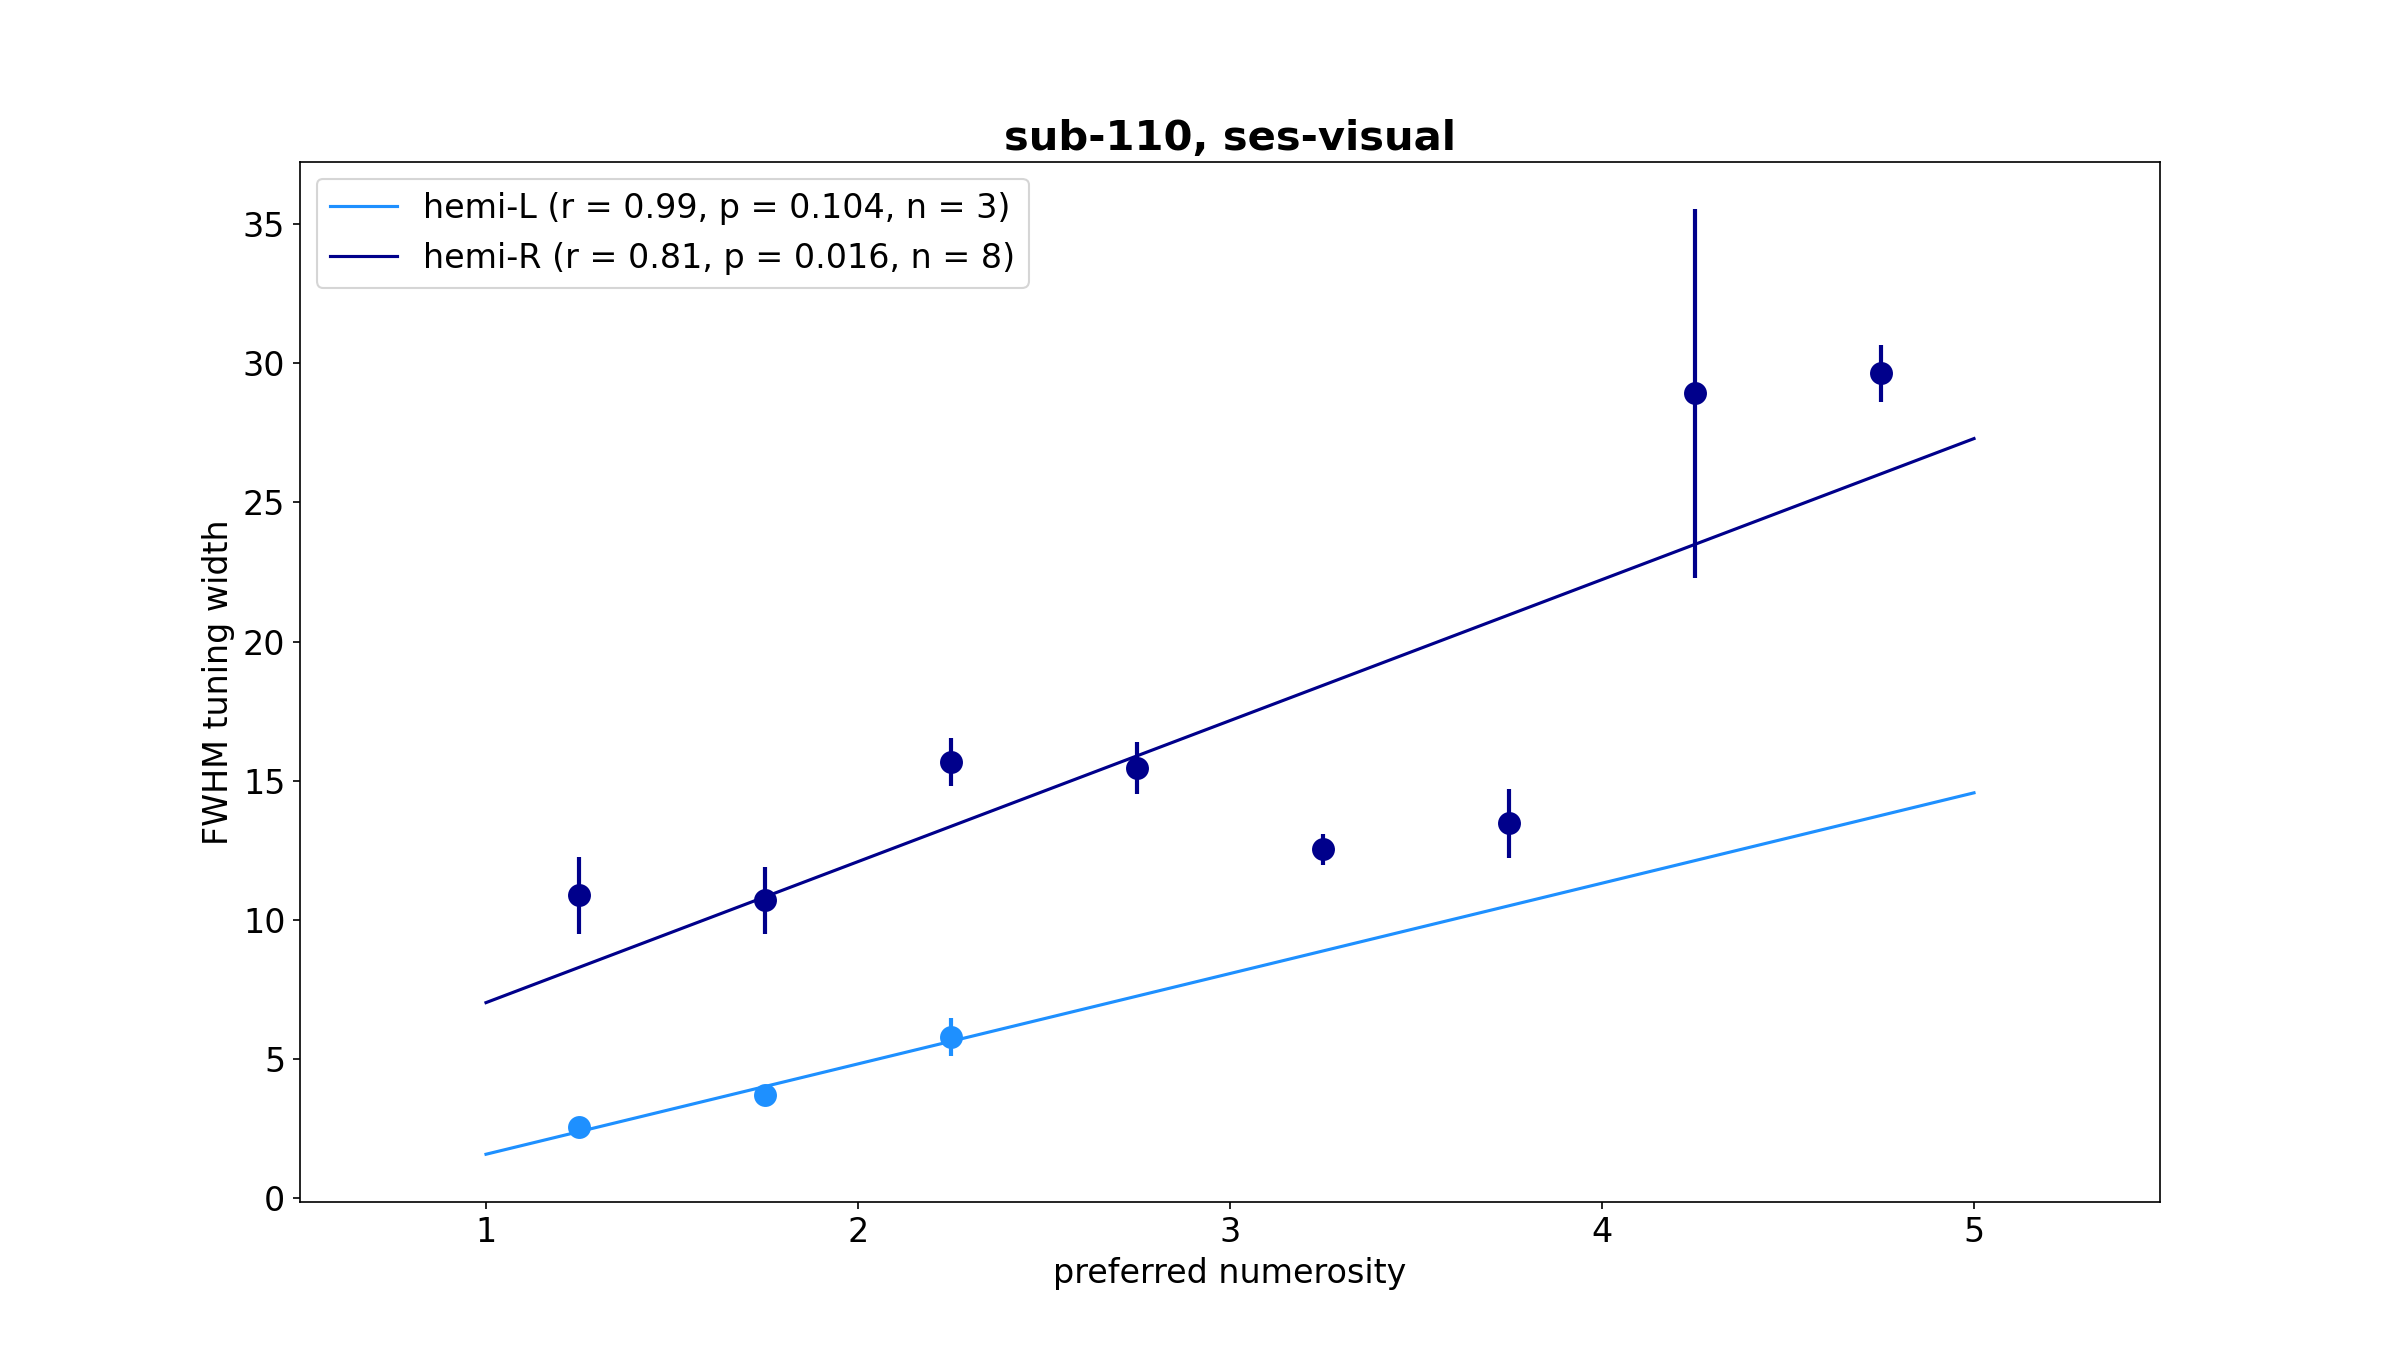 sub-110, ses-visual
hemi-L (r = 0.99, p = 0.104, n = 3)
hemi-R (r = 0.81, p = 0.016, n = 8)
FWHM tuning width
35
30
25
20
15
10
5
0
1 2 3 4 5
preferred numerosity